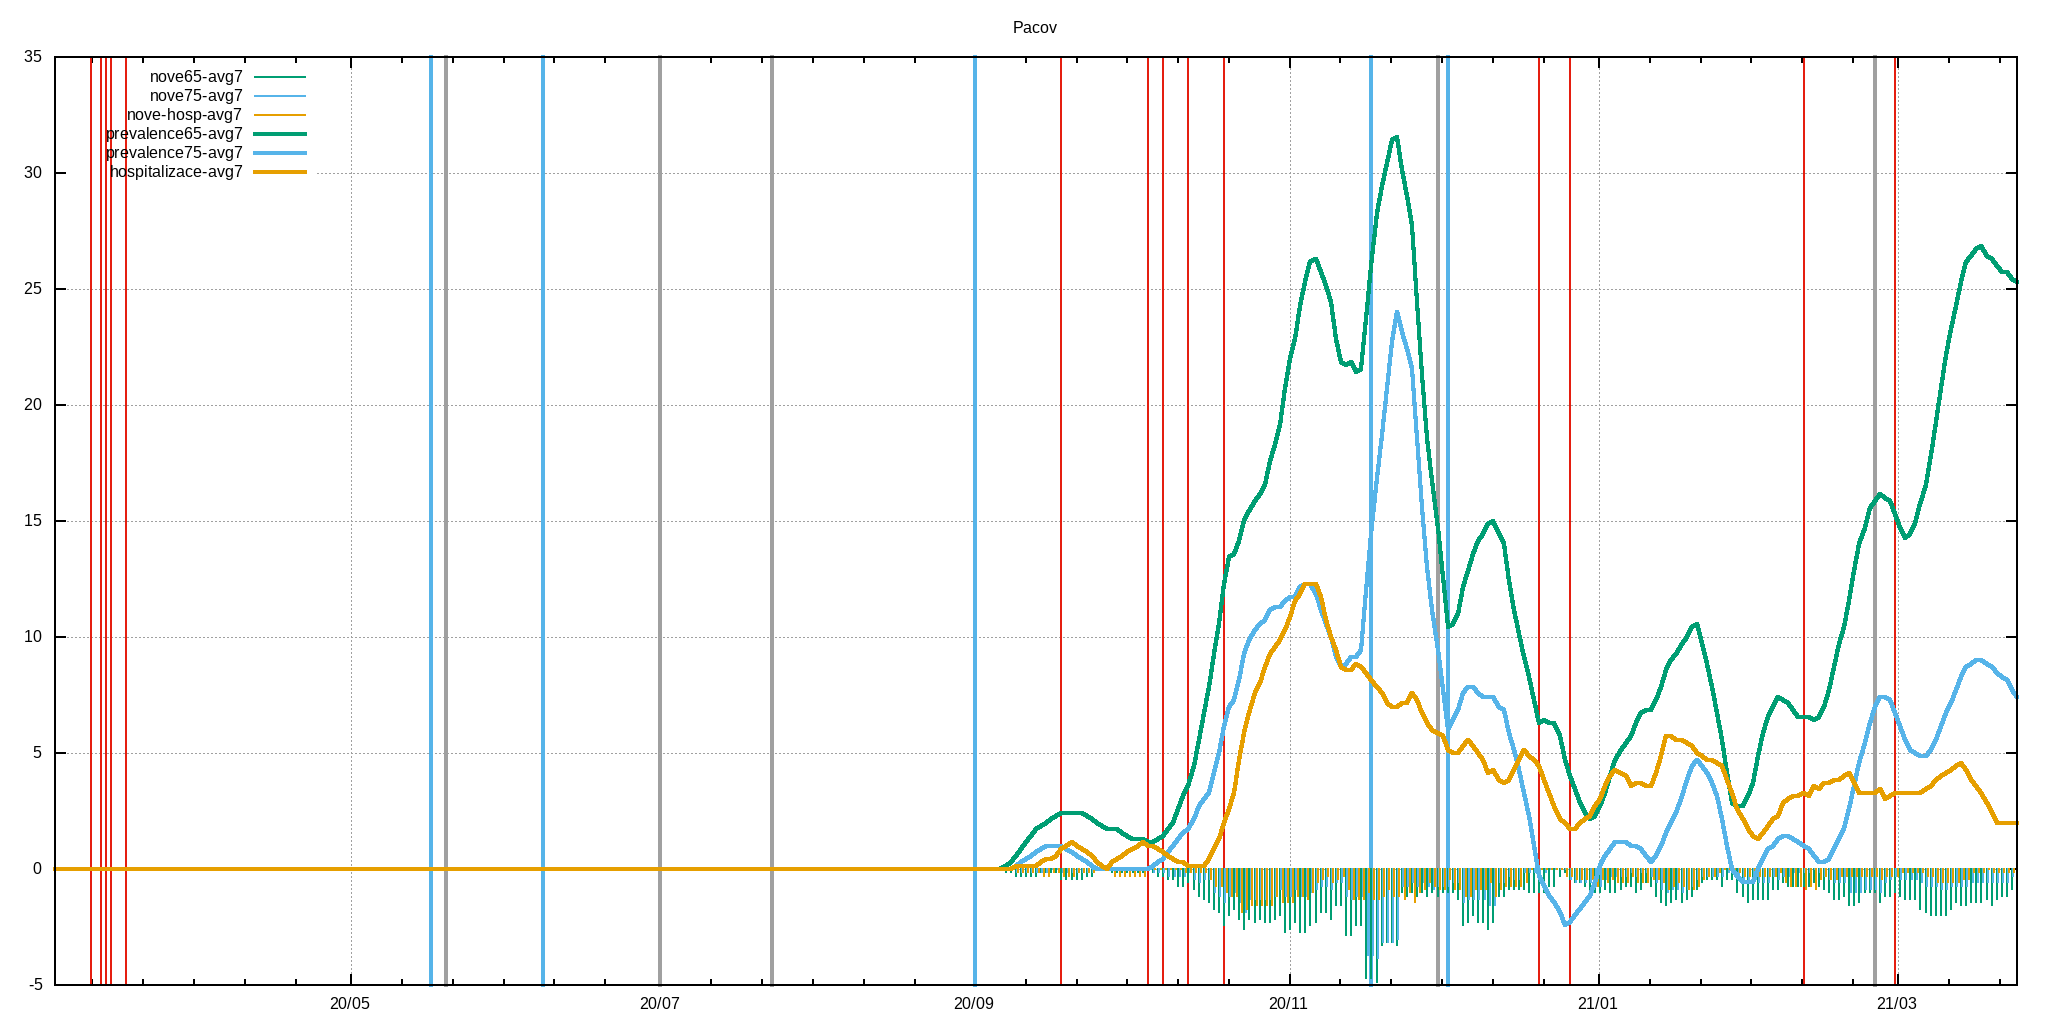 Pacov
35
30
25
20
15
10
5
0
-5
nove65-avg7
nove75-avg7
nove-hosp-avg7
prevalence65-avg7
prevalence75-avg7
hospitalizace-avg7
20/05
20/07
20/09
20/11
21/01
21/03